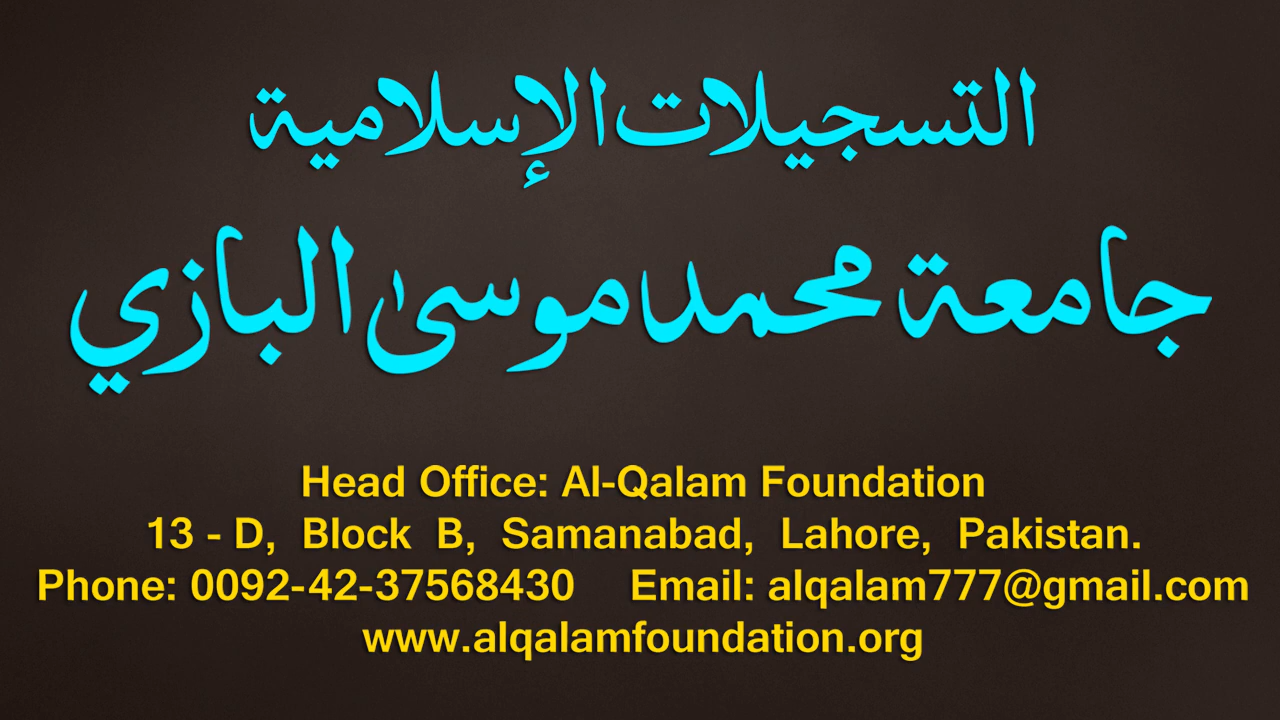 التسجيلات الإسلامية
جامعة محمد موسىٰ البازي
Head Office: Al-Qalam Foundation
13 - D, Block B, Samanabad, Lahore, Pakistan.
Phone: 0092-42-37568430 Email: alqalam777@gmail.com
www.alqalamfoundation.org